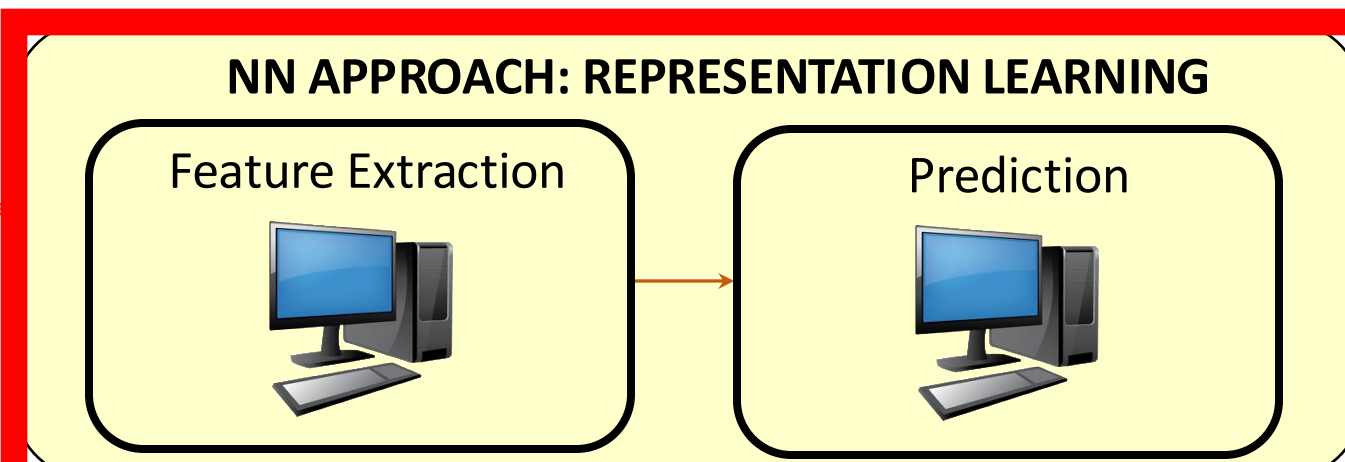 NN APPROACH: REPRESENTATION LEARNING
Feature Extraction
Prediction